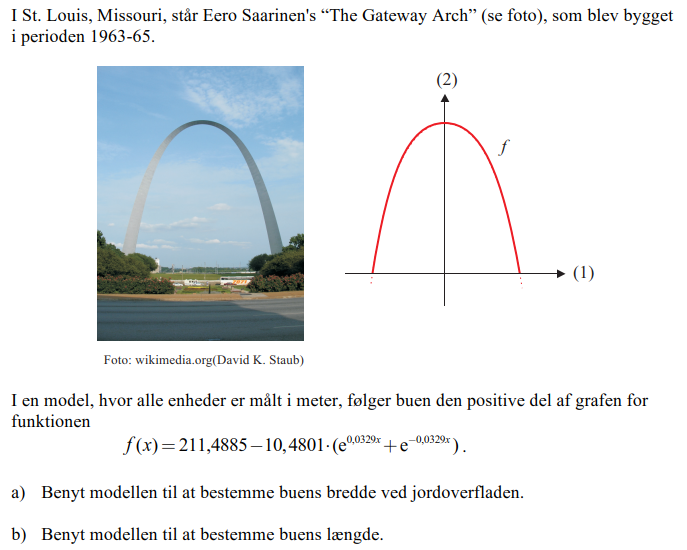 I St. Louis, Missouri, står Eero Saarinen's “The Gateway Arch” (se foto), som blev bygget
i perioden 1963-65.
(2)
f
(1)
Foto: wikimedia.org(David K. Staub)
I en model, hvor alle enheder er målt i meter, følger buen den positive del af grafen for
funktionen
f(x)=211,4885−10,4801·(e^{0,0329x}+e^{−0,0329x}).
a) Benyt modellen til at bestemme buens bredde ved jordoverfladen.
b) Benyt modellen til at bestemme buens længde.